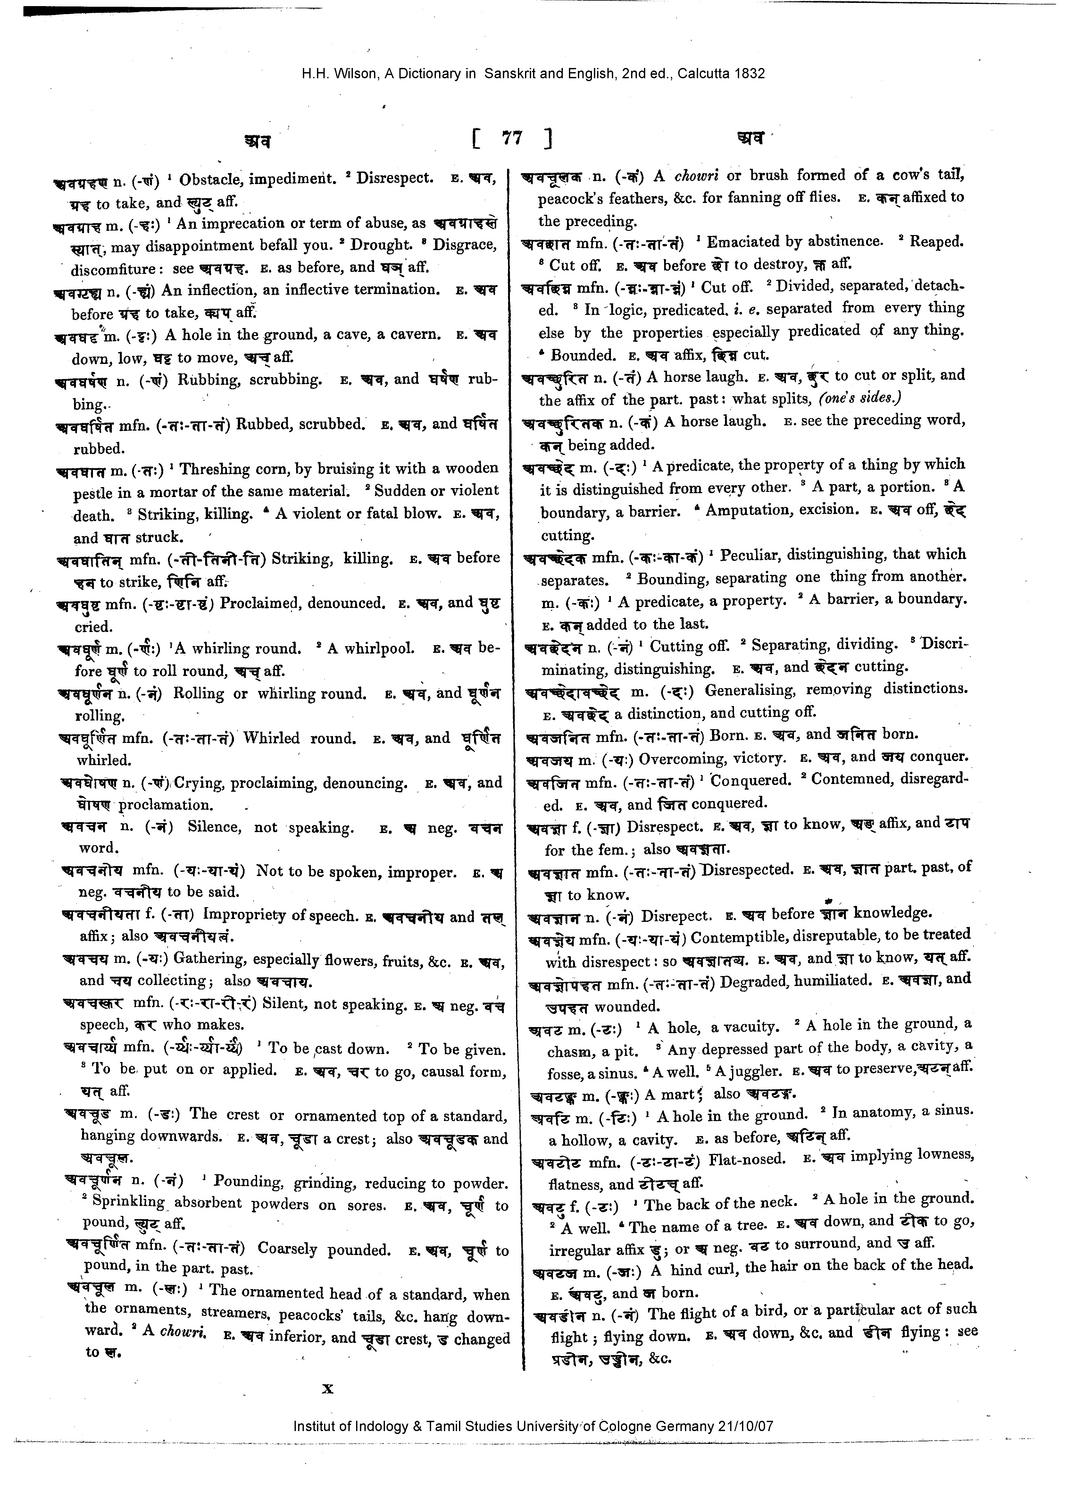 H.H. Wilson, A Dictionary in Sanskrit and English, 2nd ed., Calcutta 1832
अव [ 77 ] अव
अवग्रहण n. (-णं) ¹ Obstacle, impediment. ² Disrespect. E. अव,
ग्रह to take, and ल्युट् aff.
अवग्राह m. (-हः) ¹ An imprecation or term of abuse, as अवग्राहस्ते
स्यात्, may disappointment befall you. ² Drought. ³ Disgrace,
discomfiture: see अवग्रह. E. as before, and घञ् aff.
अवग्टह्य n. (-ह्यं) An inflection, an inflective termination. E. अव
before ग्रह to take, क्यप् aff.
अवघट्ट m. (-ट्टः) A hole in the ground, a cave, a cavern. E. अव
down, low, घट्ट to move, अच् aff.
अवघर्षण n. (-णं) Rubbing, scrubbing. E. अव, and घर्षण rub-
bing.
अवघर्षित mfn. (-तः-ता-तं) Rubbed, scrubbed. E. अव, and घर्षित
rubbed.
अवघात m. (-तः) ¹ Threshing corn, by bruising it with a wooden
pestle in a mortar of the same material. ² Sudden or violent
death. ³ Striking, killing. ⁴ A violent or fatal blow. E. अव,
and घात struck.
अवघातिन् mfn. (-ती-तिनी-ति) Striking, killing. E. अव before
हन to strike, णिनि aff.
अवघुष्ट mfn. (-ष्टः-ष्टा-ष्टं) Proclaimed, denounced. E. अव, and घुष्ट
cried.
अवघूर्ण m. (-र्णः) ¹ A whirling round. ² A whirlpool. E. अव be-
fore घूर्ण to roll round, अच् aff.
अवघूर्णन n. (-नं) Rolling or whirling round. E. अव, and घूर्णन
rolling.
अवघूर्णित mfn. (-तः-ता-तं) Whirled round. E. अव, and घूर्णित
whirled.
अवघोषण n. (-णं) Crying, proclaiming, denouncing. E. अव, and
घोषण proclamation.
अवचन n. (-नं) Silence, not speaking. E. अ neg. वचन
word.
अवचनीय mfn. (-यः-या-यं) Not to be spoken, improper. E. अ
neg. वचनीय to be said.
अवचनीयता f. (-ता) Impropriety of speech. E. अवचनीय and तल्
affix; also अवचनीयत्वं.
अवचय m. (-यः) Gathering, especially flowers, fruits, &c. E. अव,
and चय collecting; also अवचाय.
अवचस्कर mfn. (-रः-रा-री-रं) Silent, not speaking. E. अ neg. वच
speech, कर who makes.
अवचार्य्य mfn. (-र्य्यः-र्य्या-र्य्यं) ¹ To be cast down. ² To be given.
³ To be put on or applied. E. अव, चर to go, causal form,
यत् aff.
अवचूड m. (-डः) The crest or ornamented top of a standard,
hanging downwards. E. अव, चूडा a crest; also अवचूडक and
अवचूल.
अवचूर्णन n. (-नं) ¹ Pounding, grinding, reducing to powder.
² Sprinkling absorbent powders on sores. E. अव, चूर्ण to
pound, ल्युट् aff.
अवचूर्णित mfn. (-तः-ता-तं) Coarsely pounded. E. अव, चूर्ण to
pound, in the part. past.
अवचूल m. (-लः) ¹ The ornamented head of a standard, when
the ornaments, streamers, peacocks' tails, &c. hang down-
ward. ² A chowri. E. अव inferior, and चूडा crest, ड changed
to ल.
अवचूलक n. (-कं) A chowri or brush formed of a cow's tail,
peacock's feathers, &c. for fanning off flies. E. कन् affixed to
the preceding.
अवछात mfn. (-तः-ता-तं) ¹ Emaciated by abstinence. ² Reaped.
³ Cut off. E. अव before छो to destroy, क्त aff.
अवछिन्न mfn. (-न्नः-न्ना-न्नं) ¹ Cut off. ² Divided, separated, detach-
ed. ³ In logic, predicated. i. e. separated from every thing
else by the properties especially predicated of any thing.
⁴ Bounded. E. अव affix, छिन्न cut.
अवच्छुरित n. (-तं) A horse laugh. E. अव, छुर to cut or split, and
the affix of the part. past: what splits, (one's sides.)
अवच्छुरितक n. (-कं) A horse laugh. E. see the preceding word,
कन् being added.
अवच्छेद m. (-दः) ¹ A predicate, the property of a thing by which
it is distinguished from every other. ² A part, a portion. ³ A
boundary, a barrier. ⁴ Amputation, excision. E. अव off, छेद
cutting.
अवच्छेदक mfn. (-कः-का-कं) ¹ Peculiar, distinguishing, that which
separates. ² Bounding, separating one thing from another.
m. (-कः) ¹ A predicate, a property. ² A barrier, a boundary.
E. कन् added to the last.
अवछेदन n. (-नं) ¹ Cutting off. ² Separating, dividing. ³ Discri-
minating, distinguishing. E. अव, and छेदन cutting.
अवच्छेदावच्छेद m. (-दः) Generalising, removing distinctions.
E. अवछेद a distinction, and cutting off.
अवजनित mfn. (-तः-ता-तं) Born. E. अव, and जनित born.
अवजय m. (-यः) Overcoming, victory. E. अव, and जय conquer.
अवजित mfn. (-तः-ता-तं) ¹ Conquered. ² Contemned, disregard-
ed. E. अव, and जित conquered.
अवज्ञा f. (-ज्ञा) Disrespect. E. अव, ज्ञा to know, अङ् affix, and टाप
for the fem.; also अवज्ञता.
अवज्ञात mfn. (-तः-ता-तं) Disrespected. E. अव, ज्ञात part. past, of
ज्ञा to know.
अवज्ञान n. (-नं) Disrepect. E. अव before ज्ञान knowledge.
अवज्ञेय mfn. (-यः-या-यं) Contemptible, disreputable, to be treated
with disrespect: so अवज्ञातव्य. E. अव, and ज्ञा to know, यत् aff.
अवज्ञोपहत mfn. (-तः-ता-तं) Degraded, humiliated. E. अवज्ञा, and
उपहत wounded.
अवट m. (-टः) ¹ A hole, a vacuity. ² A hole in the ground, a
chasm, a pit. ³ Any depressed part of the body, a cavity, a
fosse, a sinus. ⁴ A well. ⁵ A juggler. E. अव to preserve, अटन् aff.
अवटङ्क m. (-ङ्कः) A mart; also अवटङ्ग.
अवटि m. (-टिः) ¹ A hole in the ground. ² In anatomy, a sinus.
a hollow, a cavity. E. as before, अटिन् aff.
अवटीट mfn. (-टः-टा-टं) Flat-nosed. E. अव implying lowness,
flatness, and टीटच् aff.
अवटु f. (-टुः) ¹ The back of the neck. ² A hole in the ground.
³ A well. ⁴ The name of a tree. E. अव down, and टीक to go,
irregular affix डु; or अ neg. वट to surround, and उ aff.
अवटुज m. (-जः) A hind curl, the hair on the back of the head.
E. अवटु, and ज born.
अवडीन n. (-नं) The flight of a bird, or a particular act of such
flight; flying down. E. अव down, &c. and डीन flying: see
प्रडीन, उड्डीन, &c.
X
Institut of Indology & Tamil Studies University of Cologne Germany 21/10/07